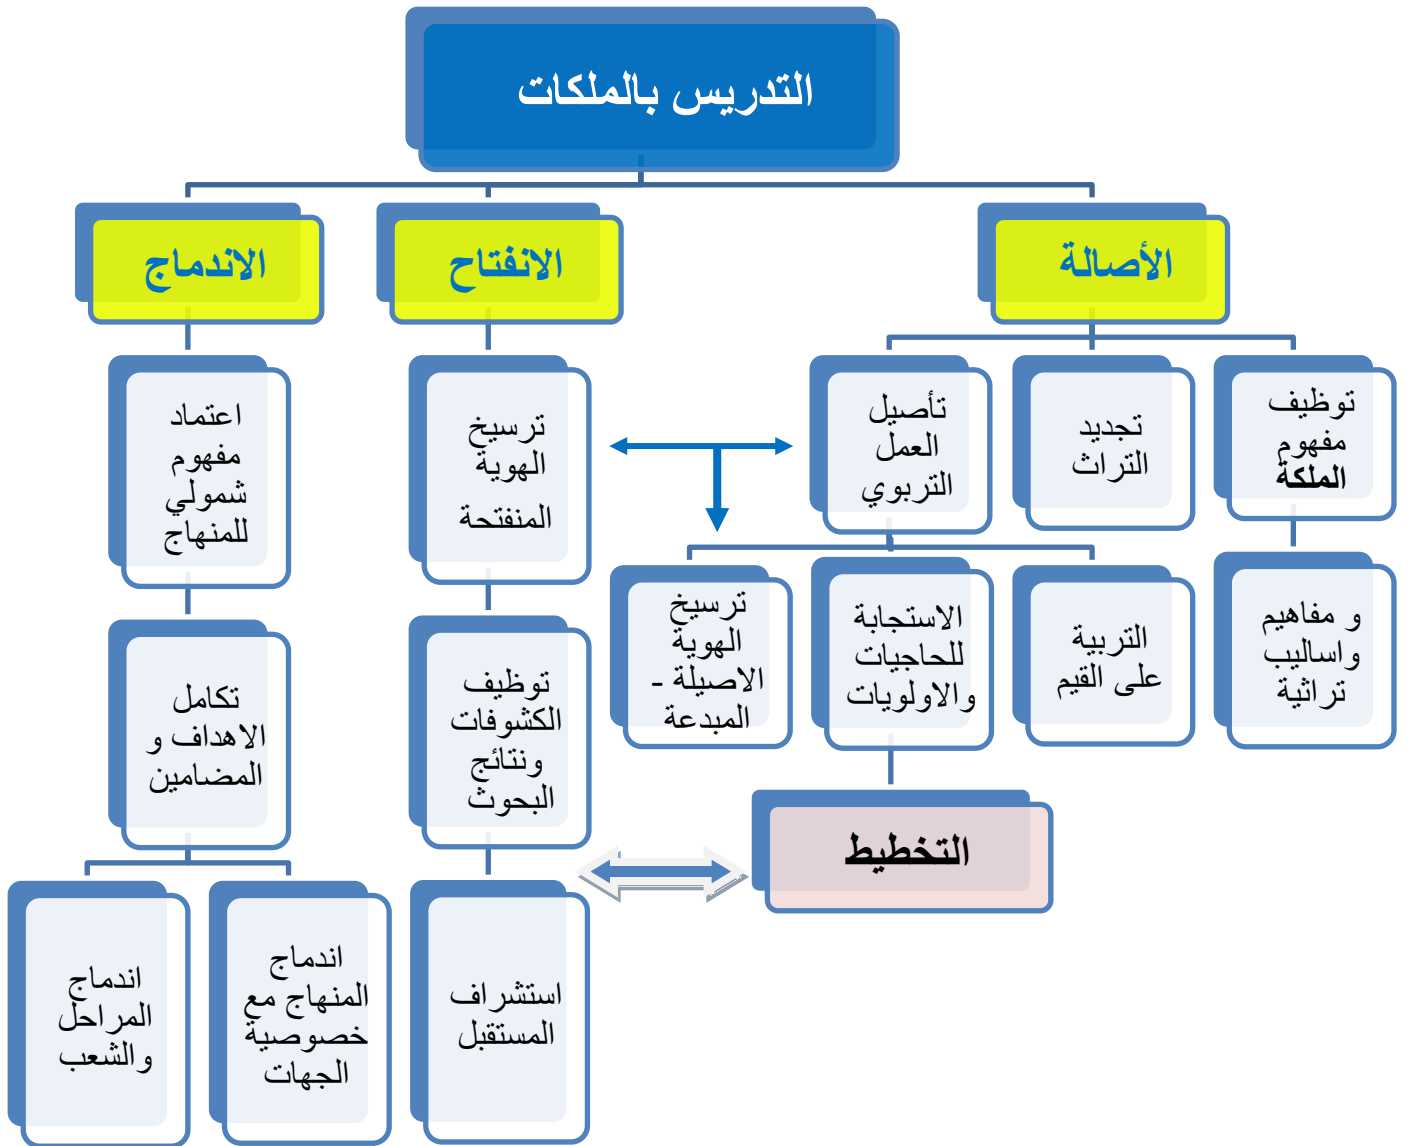 التدريس بالملكات
الأصالة
الانفتاح
الاندماج
توظيف
مفهوم
الملكة
تجديد
التراث
تأصيل
العمل
التربوي
ترسيخ
الهوية
المنفتحة
اعتماد
مفهوم
شمولي
للمنهاج
و مفاهيم
واساليب
تراثية
التربية
على القيم
الاستجابة
للحاجيات
والاولويات
ترسيخ
الهوية
الاصيلة -
المبدعة
توظيف
الكشوفات
ونتائج
البحوث
تكامل
الاهداف و
المضامين
التخطيط
استشراف
المستقبل
اندماج
المنهاج مع
خصوصية
الجهات
اندماج
المراحل
والشعب